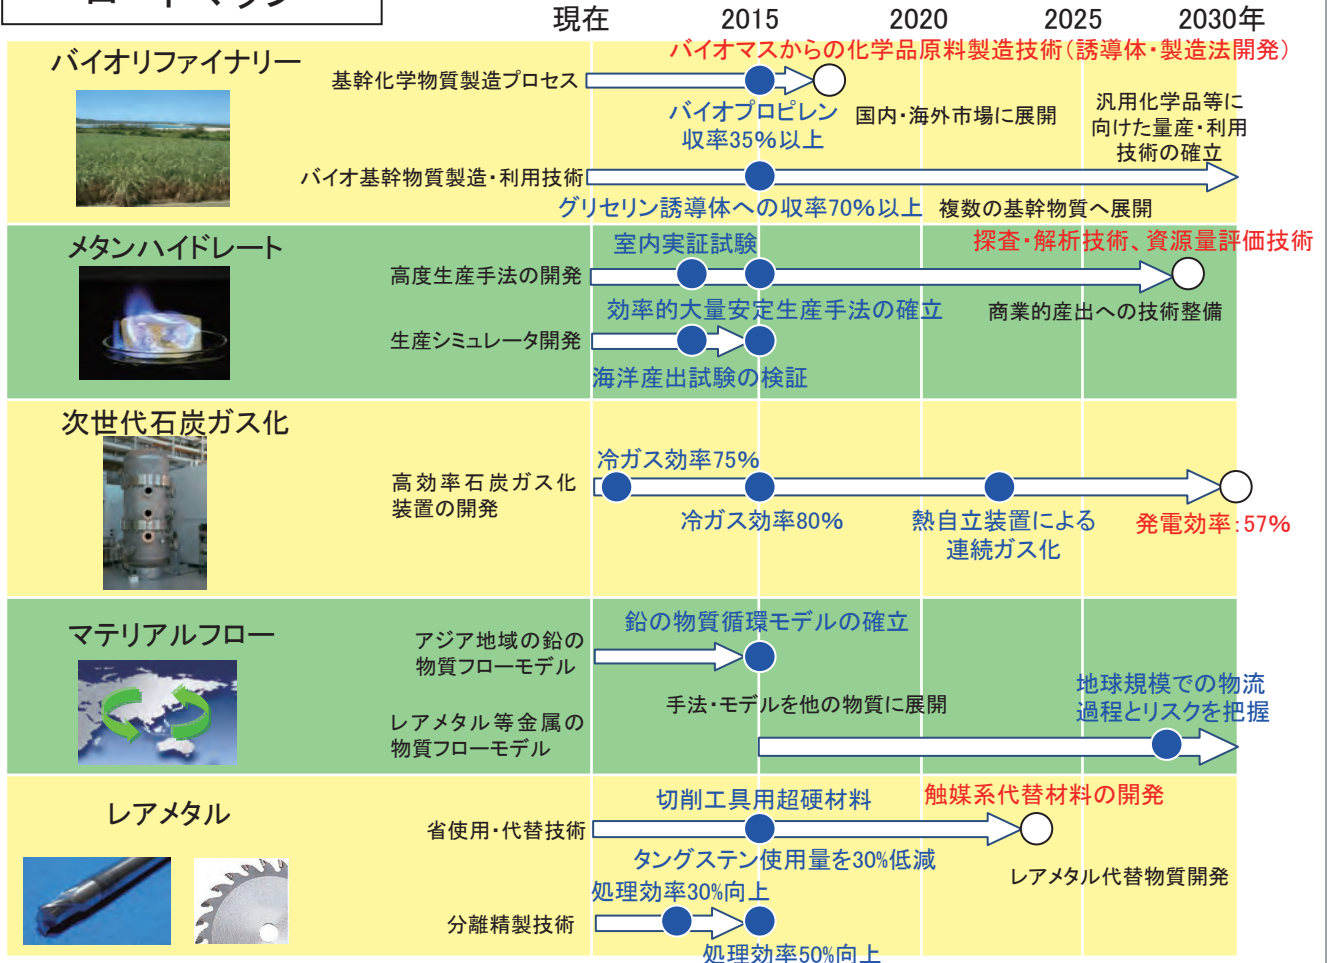 ロードマップ
現在 2015 2020 2025 2030年
バイオリファイナリー
バイオマスからの化学品原料製造技術（誘導体・製造法開発）
基幹化学物質製造プロセス
バイオプロピレン
収率35%以上
国内・海外市場に展開
汎用化学品等に
向けた量産・利用
技術の確立
バイオ基幹物質製造・利用技術
グリセリン誘導体への収率70%以上
複数の基幹物質へ展開
メタンハイドレート
室内実証試験
探査・解析技術、資源量評価技術
高度生産手法の開発
効率的大量安定生産手法の確立
商業的産出への技術整備
生産シミュレータ開発
海洋産出試験の検証
次世代石炭ガス化
冷ガス効率75%
高効率石炭ガス化
装置の開発
冷ガス効率80%
熱自立装置による
連続ガス化
発電効率：57%
マテリアルフロー
鉛の物質循環モデルの確立
アジア地域の鉛の
物質フローモデル
手法・モデルを他の物質に展開
地球規模での物流
過程とリスクを把握
レアメタル等金属の
物質フローモデル
レアメタル
切削工具用超硬材料
触媒系代替材料の開発
省使用・代替技術
タングステン使用量を30%低減
レアメタル代替物質開発
処理効率30%向上
分離精製技術
処理効率50%向上